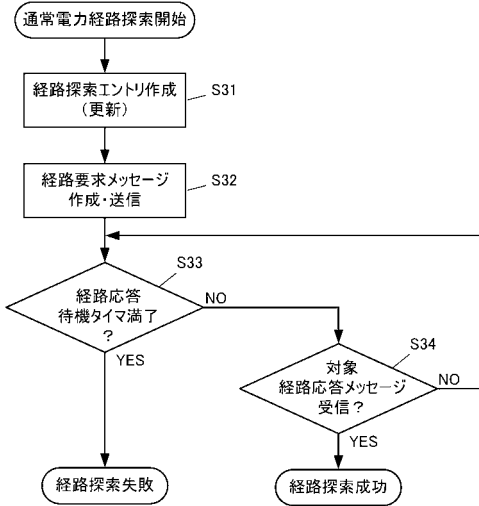 通常電力経路探索開始
経路探索エントリ作成
(更新)
S31
経路要求メッセージ
作成・送信
S32
S33
経路応答
待機タイマ満了
?
NO
YES
S34
対象
経路応答メッセージ
受信?
NO
YES
経路探索失敗
経路探索成功